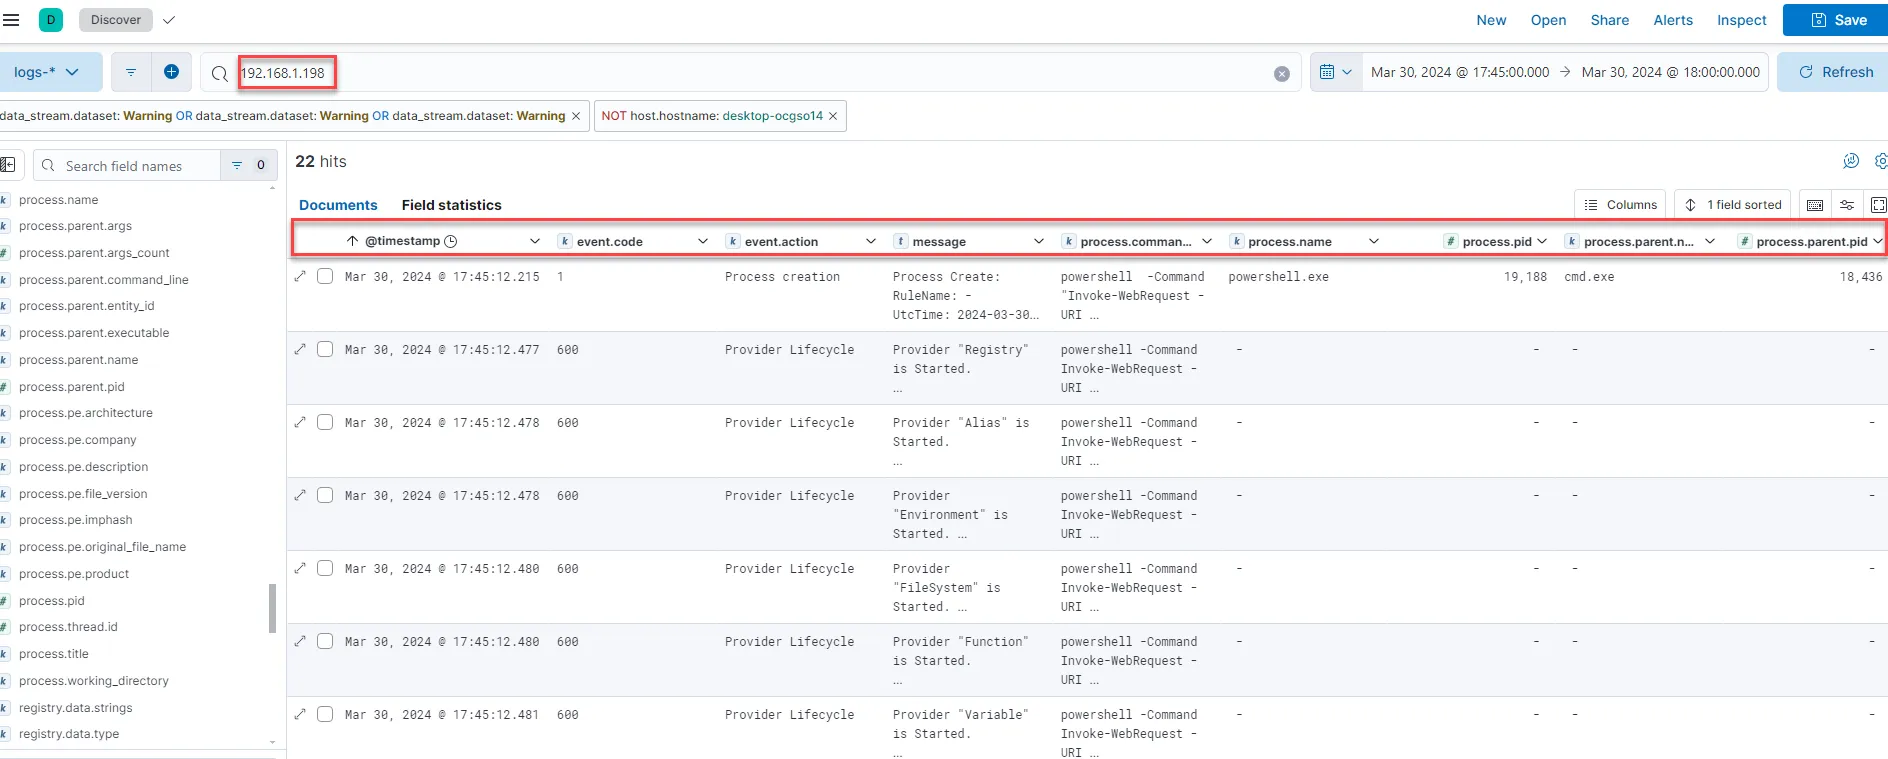 D Discover New Open Share Alerts Inspect Save
logs-* 192.168.1.198 Mar 30, 2024 @ 17:45:00.000 → Mar 30, 2024 @ 18:00:00.000 Refresh
data_stream.dataset: Warning OR data_stream.dataset: Warning OR data_stream.dataset: Warning × NOT host.hostname: desktop-ocgso14 ×
Search field names 0
k process.name
k process.parent.args
# process.parent.args_count
k process.parent.command_line
k process.parent.entity_id
k process.parent.executable
k process.parent.name
# process.parent.pid
k process.pe.architecture
k process.pe.company
k process.pe.description
k process.pe.file_version
k process.pe.imphash
k process.pe.original_file_name
k process.pe.product
# process.pid
# process.thread.id
k process.title
k process.working_directory
k registry.data.strings
k registry.data.type
22 hits
Documents Field statistics Columns 1 field sorted
↑ @timestamp k event.code k event.action t message k process.comman... k process.name # process.pid k process.parent.n... # process.parent.pid
Mar 30, 2024 @ 17:45:12.215 1 Process creation Process Create: powershell -Command powershell.exe 19,188 cmd.exe 18,436
RuleName: - "Invoke-WebRequest -
UtcTime: 2024-03-30... URI ...
Mar 30, 2024 @ 17:45:12.477 600 Provider Lifecycle Provider "Registry" powershell -Command - - - -
is Started. Invoke-WebRequest -
... URI ...
Mar 30, 2024 @ 17:45:12.478 600 Provider Lifecycle Provider "Alias" is powershell -Command - - - -
Started. Invoke-WebRequest -
... URI ...
Mar 30, 2024 @ 17:45:12.478 600 Provider Lifecycle Provider powershell -Command - - - -
"Environment" is Invoke-WebRequest -
Started. ... URI ...
Mar 30, 2024 @ 17:45:12.480 600 Provider Lifecycle Provider powershell -Command - - - -
"FileSystem" is Invoke-WebRequest -
Started. ... URI ...
Mar 30, 2024 @ 17:45:12.480 600 Provider Lifecycle Provider "Function" powershell -Command - - - -
is Started. Invoke-WebRequest -
... URI ...
Mar 30, 2024 @ 17:45:12.481 600 Provider Lifecycle Provider "Variable" powershell -Command - - - -
is Started. Invoke-WebRequest -
... URI ...